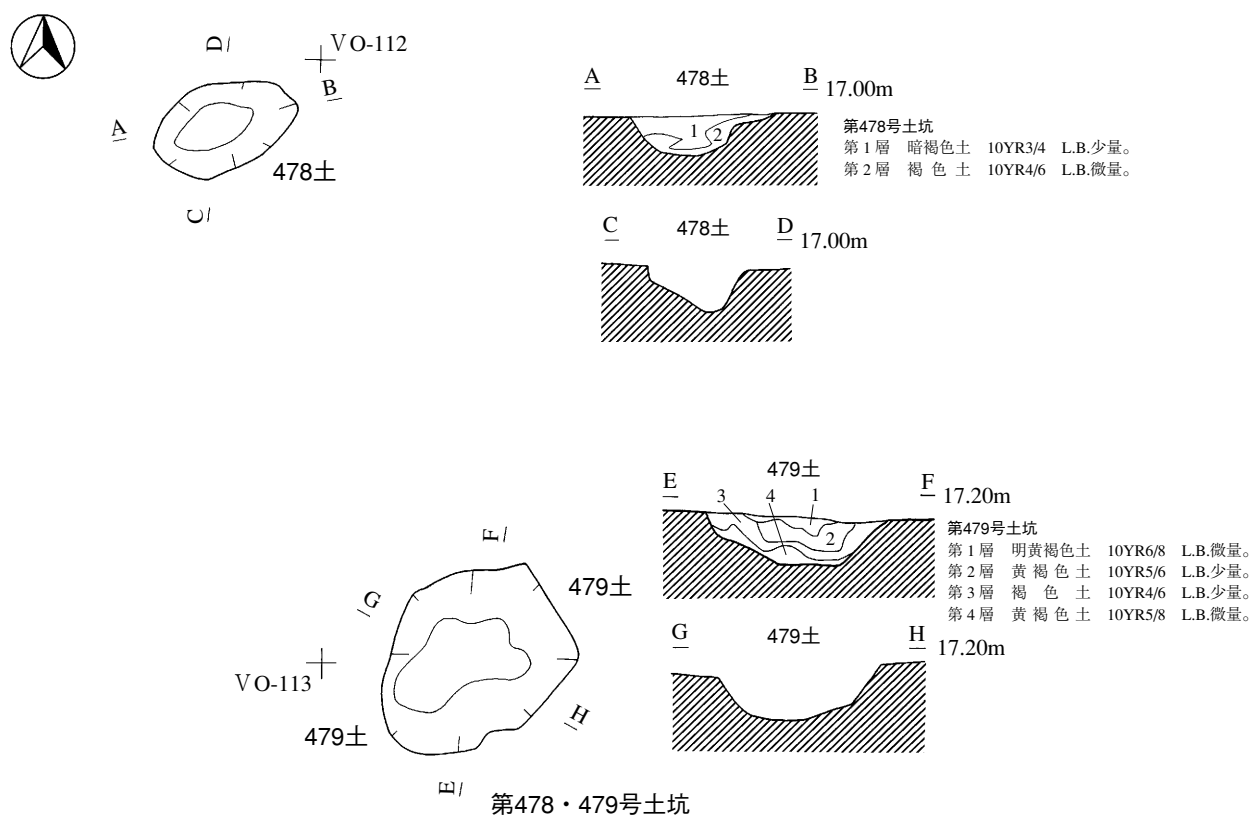 D
ⅤO-112
B
A
478土
C
A 478土 B 17.00m
1
2
第478号土坑
第1層 暗褐色土 10YR3/4 L.B.少量。
第2層 褐色土 10YR4/6 L.B.微量。
C 478土 D 17.00m
E 479土 F 17.20m
3 4 1
2
第479号土坑
第1層 明黄褐色土 10YR6/8 L.B.微量。
第2層 黄褐色土 10YR5/6 L.B.少量。
第3層 褐色土 10YR4/6 L.B.少量。
第4層 黄褐色土 10YR5/8 L.B.微量。
G 479土 H 17.20m
F
479土
G
ⅤO-113
H
479土
E
第478・479号土坑